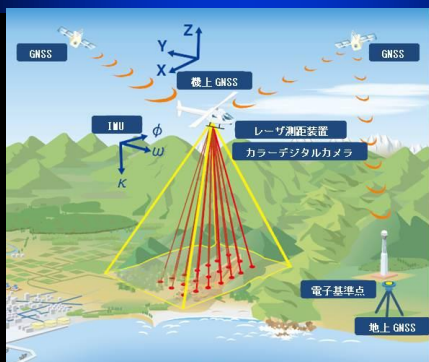 GNSS
GNSS
Z
Y
X
機上 GNSS
IMU
φ
ω
κ
レーザ測距装置
カラーデジタルカメラ
電子基準点
地上 GNSS